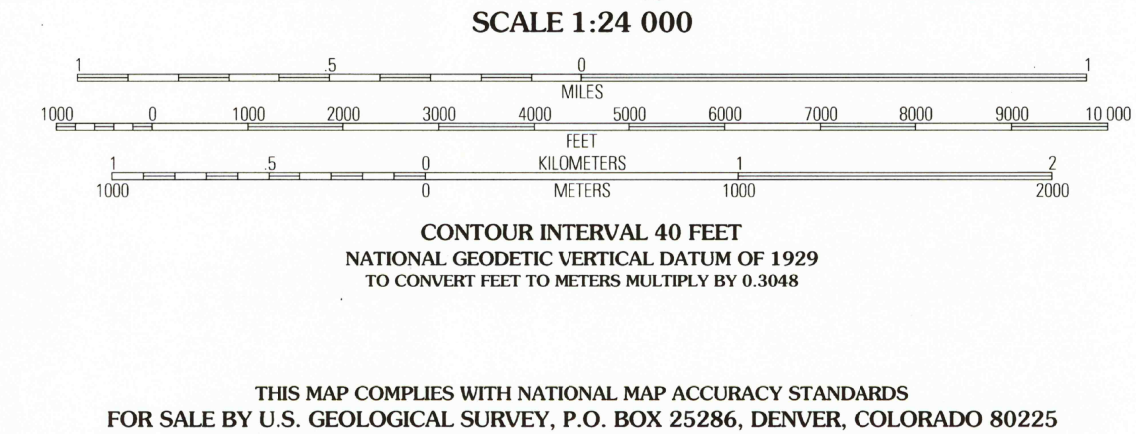 SCALE 1:24 000
1 .5 0 1
MILES
1000 0 1000 2000 3000 4000 5000 6000 7000 8000 9000 10 000
FEET
1 .5 0 KILOMETERS 1 2
1000 0 METERS 1000 2000
CONTOUR INTERVAL 40 FEET
NATIONAL GEODETIC VERTICAL DATUM OF 1929
TO CONVERT FEET TO METERS MULTIPLY BY 0.3048
THIS MAP COMPLIES WITH NATIONAL MAP ACCURACY STANDARDS
FOR SALE BY U.S. GEOLOGICAL SURVEY, P.O. BOX 25286, DENVER, COLORADO 80225